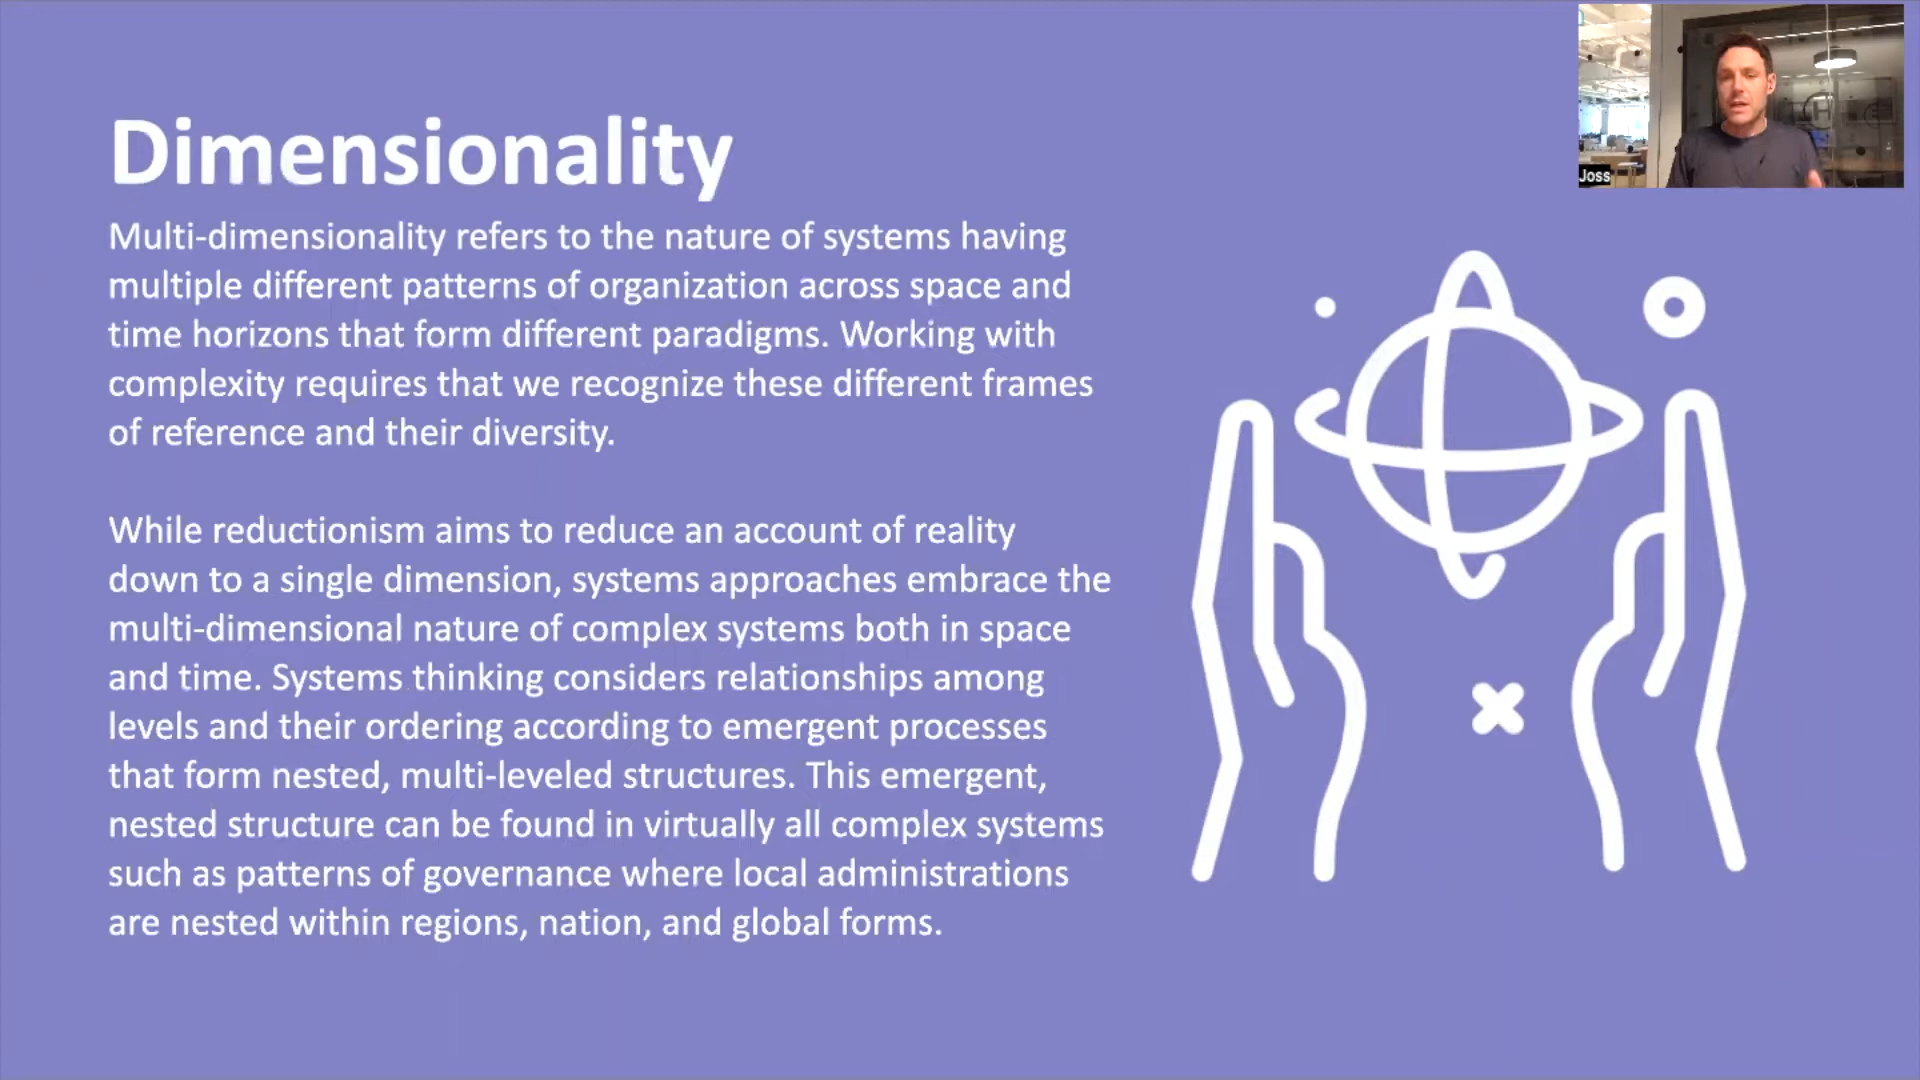 Dimensionality
Multi-dimensionality refers to the nature of systems having
multiple different patterns of organization across space and
time horizons that form different paradigms. Working with
complexity requires that we recognize these different frames
of reference and their diversity.
While reductionism aims to reduce an account of reality
down to a single dimension, systems approaches embrace the
multi-dimensional nature of complex systems both in space
and time. Systems thinking considers relationships among
levels and their ordering according to emergent processes
that form nested, multi-leveled structures. This emergent,
nested structure can be found in virtually all complex systems
such as patterns of governance where local administrations
are nested within regions, nation, and global forms.
Joss